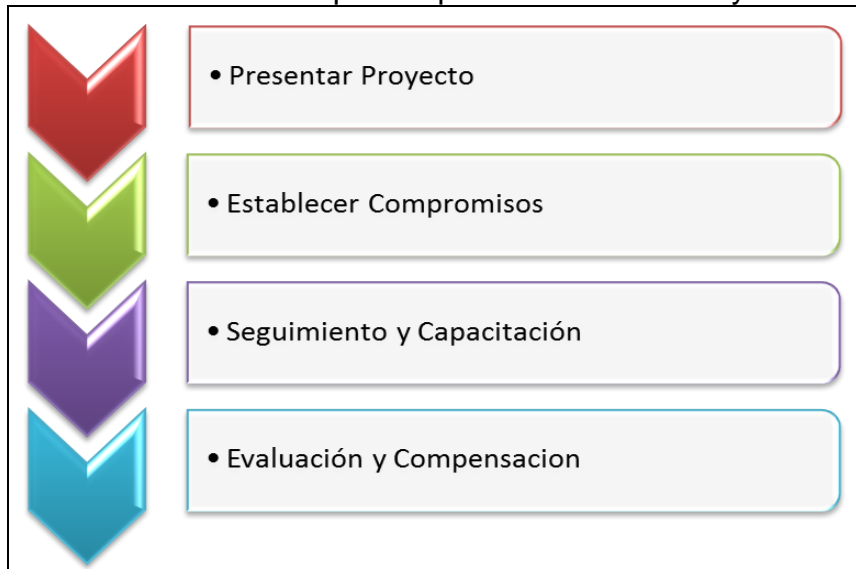 • Presentar Proyecto
• Establecer Compromisos
• Seguimiento y Capacitación
• Evaluación y Compensacion